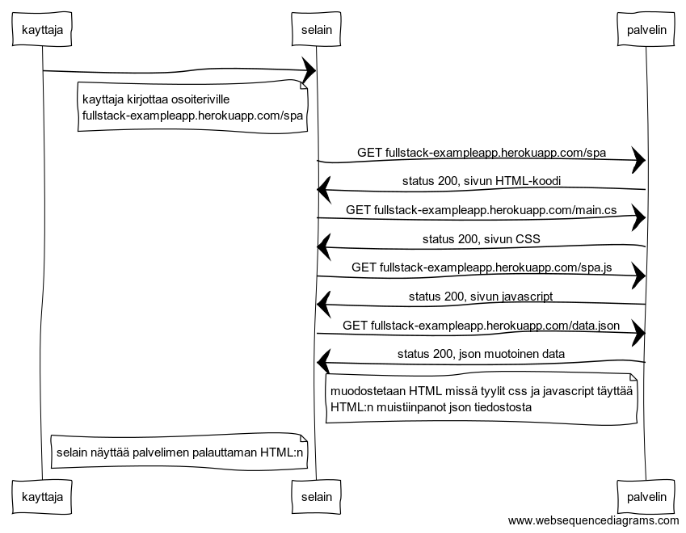 kayttaja
selain
palvelin
kayttaja kirjottaa osoiteriville
fullstack-exampleapp.herokuapp.com/spa
GET fullstack-exampleapp.herokuapp.com/spa
status 200, sivun HTML-koodi
GET fullstack-exampleapp.herokuapp.com/main.cs
status 200, sivun CSS
GET fullstack-exampleapp.herokuapp.com/spa.js
status 200, sivun javascript
GET fullstack-exampleapp.herokuapp.com/data.json
status 200, json muotoinen data
muodostetaan HTML missä tyylit css ja javascript täyttää
HTML:n muistiinpanot json tiedostosta
selain näyttää palvelimen palauttaman HTML:n
kayttaja
selain
palvelin
www.websequencediagrams.com